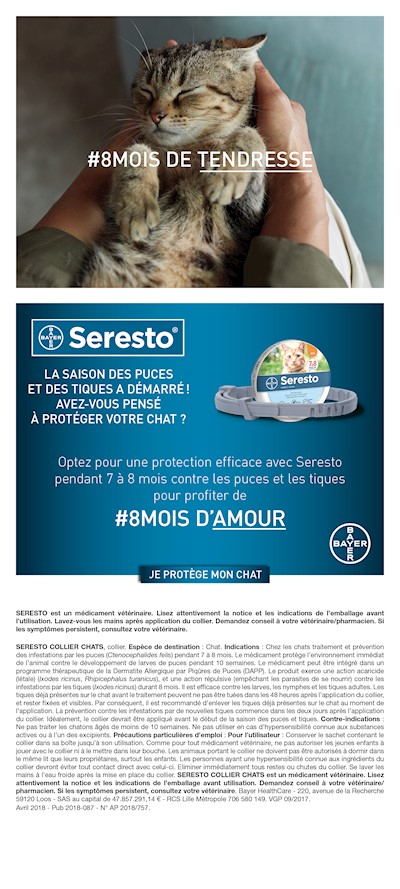 #8MOIS DE TENDRESSE
BAYER
Seresto®
LA SAISON DES PUCES
ET DES TIQUES A DÉMARRÉ !
AVEZ-VOUS PENSÉ
À PROTÉGER VOTRE CHAT ?
7-8
Seresto
Optez pour une protection efficace avec Seresto
pendant 7 à 8 mois contre les puces et les tiques
pour profiter de
#8MOIS D'AMOUR
BAYER
JE PROTÈGE MON CHAT
SERESTO est un médicament vétérinaire. Lisez attentivement la notice et les indications de l'emballage avant
l'utilisation. Lavez-vous les mains après application du collier. Demandez conseil à votre vétérinaire/pharmacien. Si
les symptômes persistent, consultez votre vétérinaire.
SERESTO COLLIER CHATS, collier. Espèce de destination : Chat. Indications : Chez les chats traitement et prévention
des infestations par les puces (Ctenocephalides felis) pendant 7 à 8 mois. Le médicament protège l'environnement immédiat
de l'animal contre le développement de larves de puces pendant 10 semaines. Le médicament peut être intégré dans un
programme thérapeutique de la Dermatite Allergique par Piqûres de Puces (DAPP). Le produit exerce une action acaricide
(létale) (Ixodes ricinus, Rhipicephalus turanicus), et une action répulsive (empêchant les parasites de se nourrir) contre les
infestations par les tiques (Ixodes ricinus) durant 8 mois. Il est efficace contre les larves, les nymphes et les tiques adultes. Les
tiques déjà présentes sur le chat avant le traitement peuvent ne pas être tuées dans les 48 heures après l'application du collier,
et rester fixées et visibles. Par conséquent, il est recommandé d'enlever les tiques déjà présentes sur le chat au moment de
l'application. La prévention contre les infestations par de nouvelles tiques commence dans les deux jours après l'application
du collier. Idéalement, le collier devrait être appliqué avant le début de la saison des puces et tiques. Contre-indications :
Ne pas traiter les chatons âgés de moins de 10 semaines. Ne pas utiliser en cas d'hypersensibilité connue aux substances
actives ou à l'un des excipients. Précautions particulières d'emploi : Pour l'utilisateur : Conserver le sachet contenant le
collier dans sa boîte jusqu'à son utilisation. Comme pour tout médicament vétérinaire, ne pas autoriser les jeunes enfants à
jouer avec le collier ni à le mettre dans leur bouche. Les animaux portant le collier ne doivent pas être autorisés à dormir dans
le même lit que leurs propriétaires, surtout les enfants. Les personnes ayant une hypersensibilité connue aux ingrédients du
collier devront éviter tout contact direct avec celui-ci. Eliminer immédiatement tous restes ou chutes du collier. Se laver les
mains à l'eau froide après la mise en place du collier. SERESTO COLLIER CHATS est un médicament vétérinaire. Lisez
attentivement la notice et les indications de l'emballage avant utilisation. Demandez conseil à votre vétérinaire/
pharmacien. Si les symptômes persistent, consultez votre vétérinaire. Bayer HealthCare - 220, avenue de la Recherche
59120 Loos - SAS au capital de 47.857.291,14 € - RCS Lille Métropole 706 580 149. VGP 09/2017.
Avril 2018 - Pub 2018-087 - N° AP 2018/757.